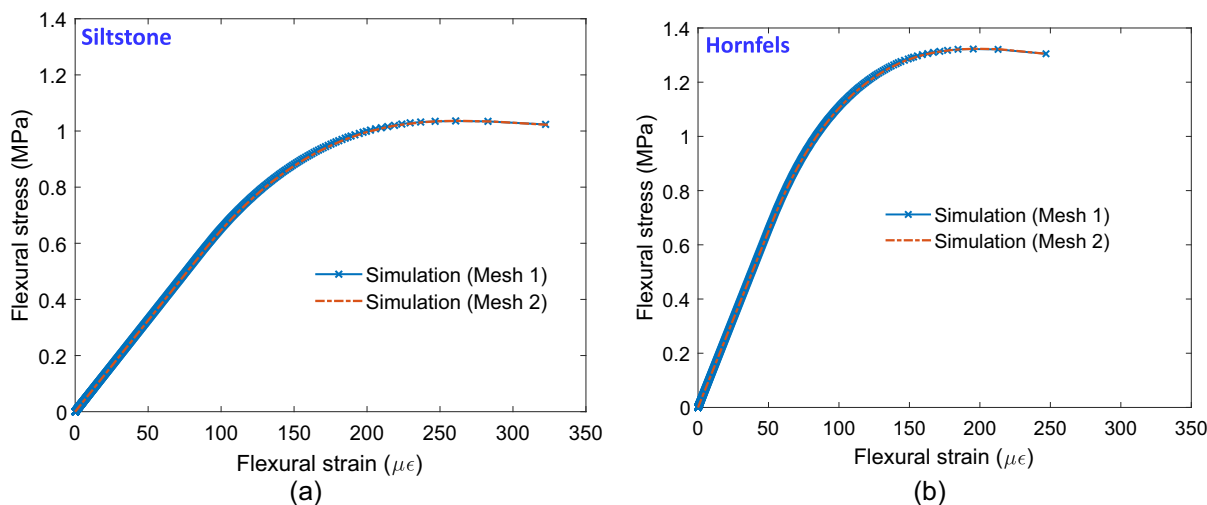 Siltstone
Flexural stress (MPa)
1.4
1.2
1
0.8
0.6
0.4
0.2
0
Simulation (Mesh 1)
Simulation (Mesh 2)
0 50 100 150 200 250 300 350
Flexural strain (με)
(a)
Hornfels
Flexural stress (MPa)
1.4
1.2
1
0.8
0.6
0.4
0.2
0
Simulation (Mesh 1)
Simulation (Mesh 2)
0 50 100 150 200 250 300 350
Flexural strain (με)
(b)